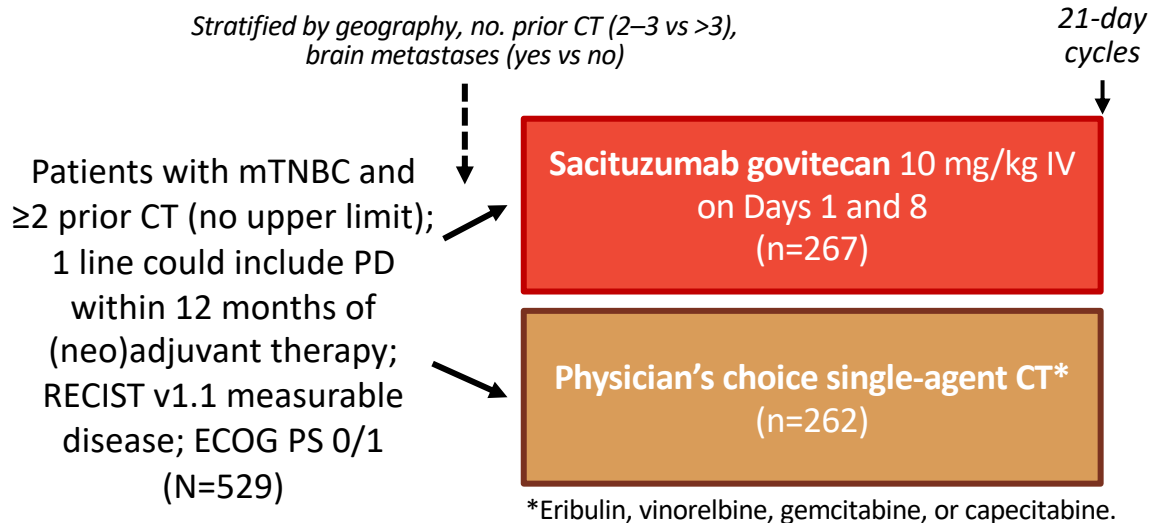 Stratified by geography, no. prior CT (2–3 vs >3),
brain metastases (yes vs no)
21-day
cycles
Patients with mTNBC and
≥2 prior CT (no upper limit);
1 line could include PD
within 12 months of
(neo)adjuvant therapy;
RECIST v1.1 measurable
disease; ECOG PS 0/1
(N=529)
Sacituzumab govitecan 10 mg/kg IV
on Days 1 and 8
(n=267)
Physician’s choice single-agent CT*
(n=262)
*Eribulin, vinorelbine, gemcitabine, or capecitabine.